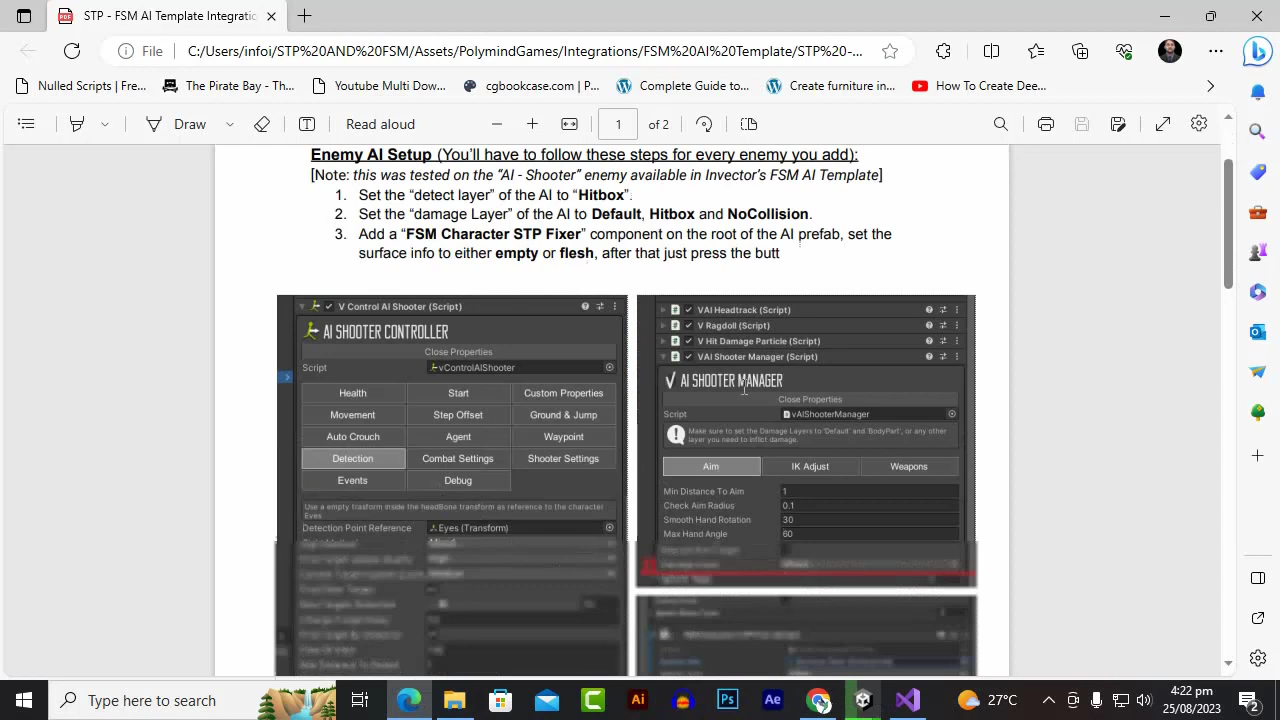 STP - FSM AI Template Integratic
File
C:/Users/infoi/STP%20AND%20FSM/Assets/PolymindGames/Integrations/FSM%20AI%20Template/STP%20-...
Nulled Scripts | Fre...
The Pirate Bay - Th...
Youtube Multi Dow...
cgbookcase.com •...
Complete Guide to...
Create furniture in...
How To Create Dee...
Draw
Read aloud
1
of 2
Enemy AI Setup (You'll have to follow these steps for every enemy you add):
[Note: this was tested on the "AI - Shooter" enemy available in Invector's FSM AI Template]
1. Set the "detect layer" of the AI to "Hitbox".
2. Set the "damage Layer" of the AI to Default, Hitbox and NoCollision.
3. Add a "FSM Character STP Fixer" component on the root of the AI prefab, set the
surface info to either empty or flesh, after that just press the butt
V Control AI Shooter (Script)
AI SHOOTER CONTROLLER
Close Properties
Script
vControlAIShooter
Health
Start
Custom Properties
Movement
Step Offset
Ground & Jump
Auto Crouch
Agent
Waypoint
Detection
Combat Settings
Shooter Settings
Events
Debug
Use a empty trasform inside the headBone transform as reference to the character
Eyes
Detection Point Reference
Eyes (Transform)
VAI Headtrack (Script)
V Ragdoll (Script)
V Hit Damage Particle (Script)
VAI Shooter Manager (Script)
AI SHOOTER MANAGER
Close Properties
Script
vAIShooterManager
Make sure to set the Damage Layers to 'Default' and 'BodyPart', or any other
layer you need to inflict damage.
Aim
IK Adjust
Weapons
Min Distance To Aim
1
Check Aim Radius
0.1
Smooth Hand Rotation
30
Max Hand Angle
60
Type here to search
Ai
Ps
Ae
27°C
4:22 pm
25/08/2023
2